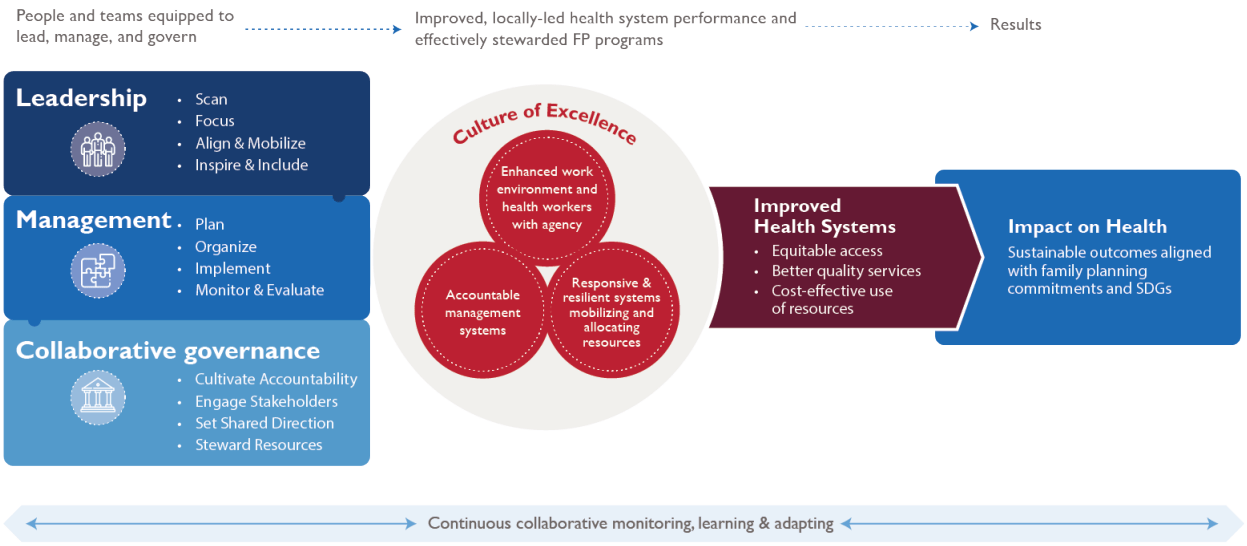 People and teams equipped to
lead, manage, and govern
Improved, locally-led health system performance and
effectively stewarded FP programs
Results
Leadership
• Scan
• Focus
• Align & Mobilize
• Inspire & Include
Management
• Plan
• Organize
• Implement
• Monitor & Evaluate
Collaborative governance
• Cultivate Accountability
• Engage Stakeholders
• Set Shared Direction
• Steward Resources
Culture of Excellence
Enhanced work
environment and
health workers
with agency
Accountable
management
systems
Responsive &
resilient systems
mobilizing and
allocating
resources
Improved
Health Systems
• Equitable access
• Better quality services
• Cost-effective use
of resources
Impact on Health
Sustainable outcomes aligned
with family planning
commitments and SDGs
Continuous collaborative monitoring, learning & adapting